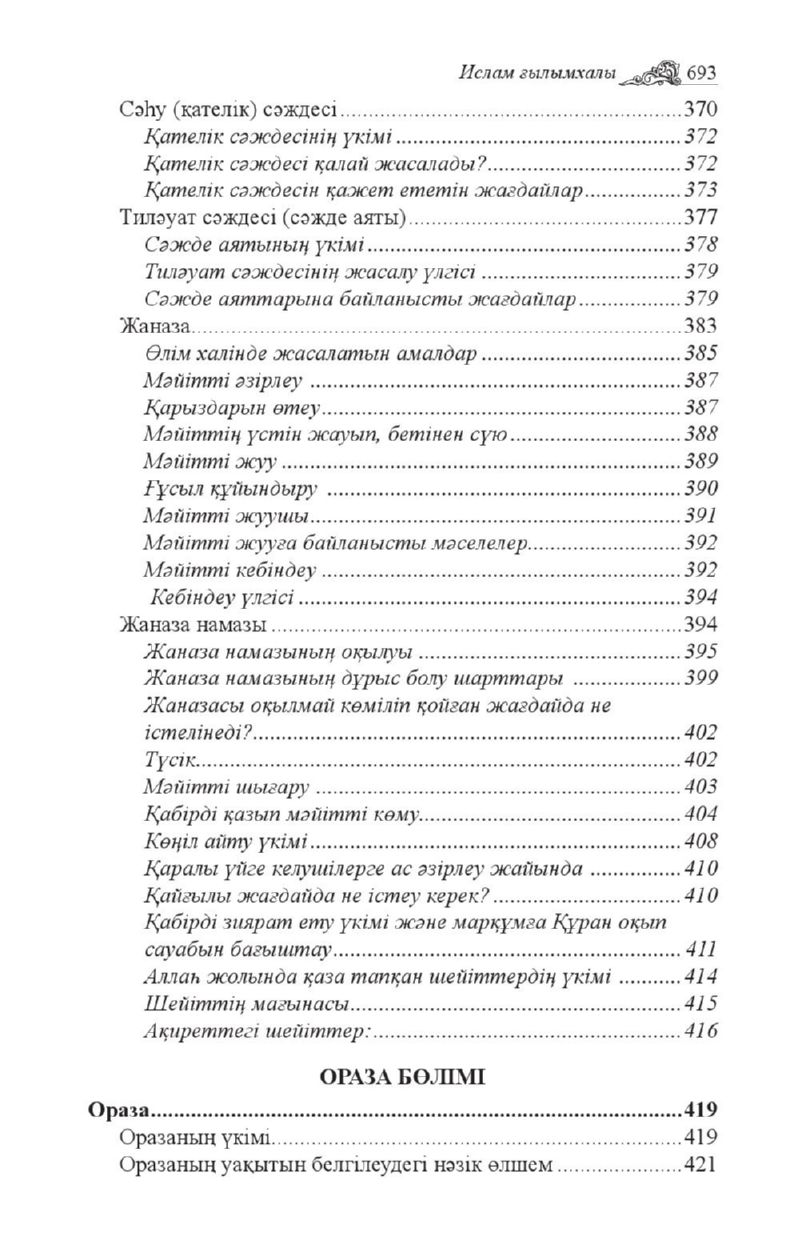 Ислам ғылымхалы 693
Сәһу (қателік) сәждесі...................................................370
Қателік сәждесінің үкімі...................................................372
Қателік сәждесі қалай жасалады?...................................372
Қателік сәждесін қажет ететін жағдайлар.................373
Тиләуат сәждесі (сәжде аяты)..........................................377
Сәжде аятының үкімі.......................................................378
Тиләуат сәждесінің жасалу үлгісі ..................................379
Сәжде аяттарына байланысты жағдайлар..................379
Жаназа...........................................................................383
Өлім халінде жасалатын амалдар ..................................385
Мәйітті әзірлеу ..............................................................387
Қарыздарын өтеу............................................................387
Мәйіттің үстін жауып, бетінен сүю.............................388
Мәйітті жуу ..................................................................389
Ғұсыл құйындыру ...........................................................390
Мәйітті жуушы..............................................................391
Мәйітті жууға байланысты мәселелер..........................392
Мәйітті кебіндеу ............................................................392
Кебіндеу үлгісі ...............................................................394
Жаназа намазы ...............................................................394
Жаназа намазының оқылуы ...........................................395
Жаназа намазының дұрыс болу шарттары ..................399
Жаназасы оқылмай көміліп қойған жағдайда не
істелінеді?......................................................................402
Түсік...............................................................................402
Мәйітті шығару .............................................................403
Қабірді қазып мәйітті көму...........................................404
Көңіл айту үкімі.............................................................408
Қаралы үйге келушілерге ас әзірлеу жайында ...............410
Қайғылы жағдайда не істеу керек?...............................410
Қабірді зиярат ету үкімі және марқұмға Құран оқып
сауабын бағыштау.......................................................... 411
Аллаһ жолында қаза тапқан шейіттердің үкімі ...........414
Шейіттің мағынасы.......................................................415
Ақиреттегі шейіттер:...................................................416
ОРАЗА БӨЛІМІ
Ораза..............................................................................419
Оразаның үкімі...............................................................419
Оразаның уақытын белгілеудегі нәзік өлшем ...................421